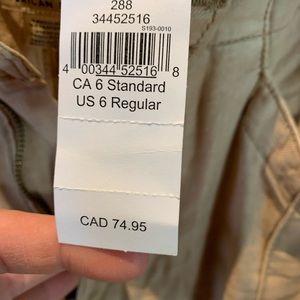 288
34452516
S193-0010
4 00344 52516 8
CA 6 Standard
US 6 Regular
CAD 74.95